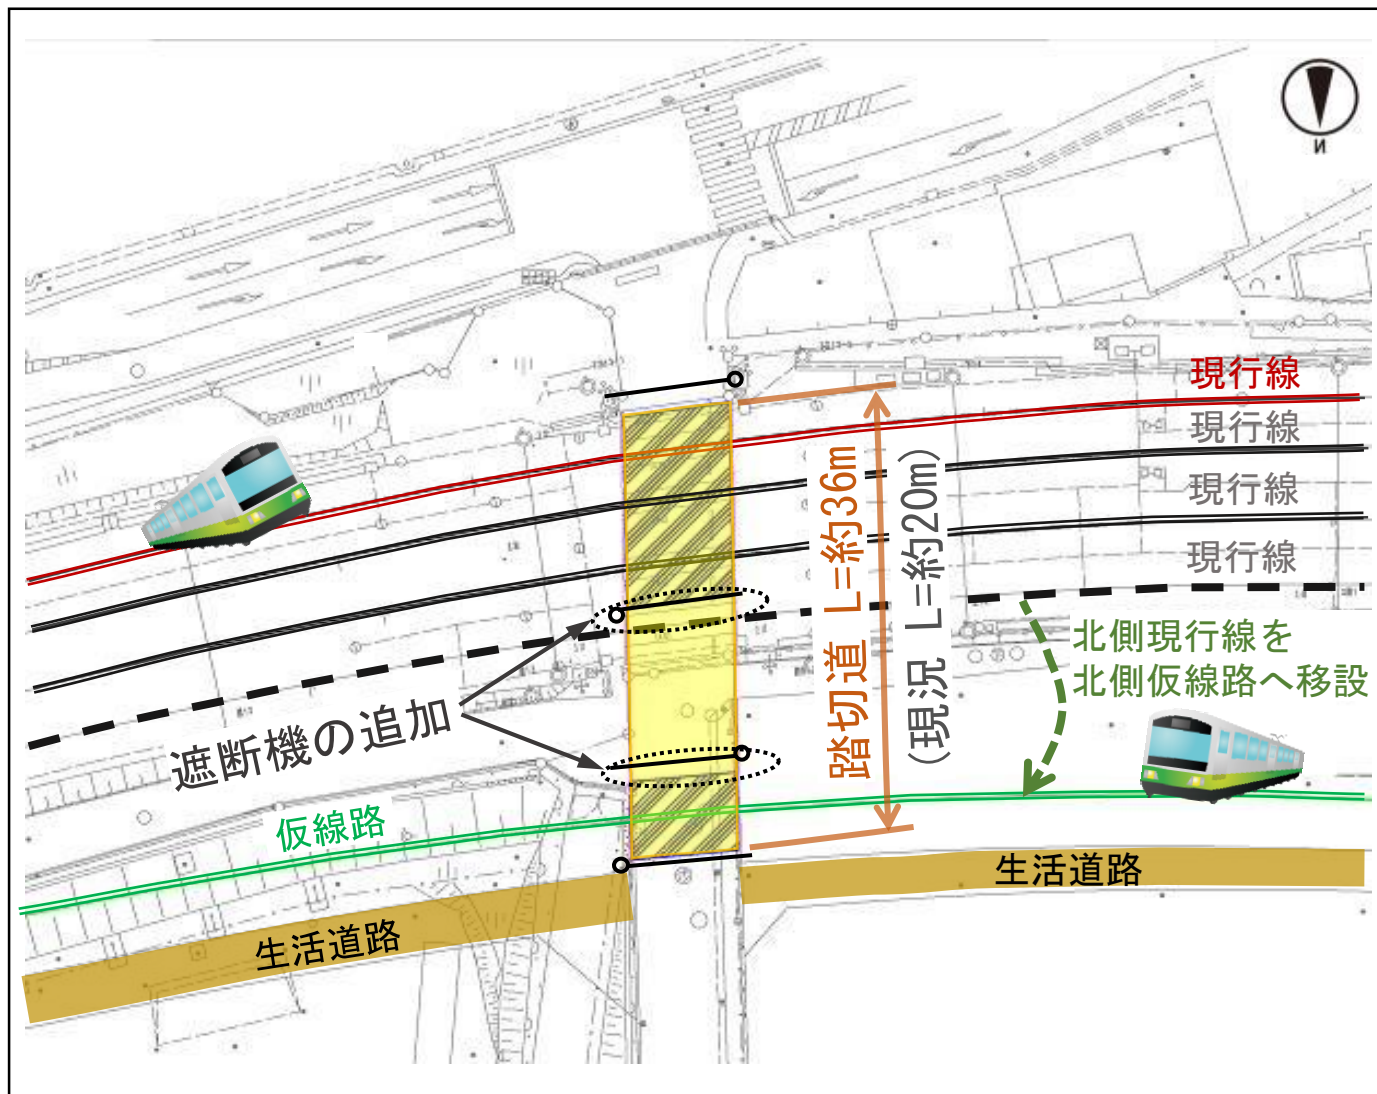 N
現行線
現行線
現行線
現行線
踏切道 L=約36m
（現況 L=約20m）
北側現行線を
北側仮線路へ移設
遮断機の追加
仮線路
生活道路
生活道路